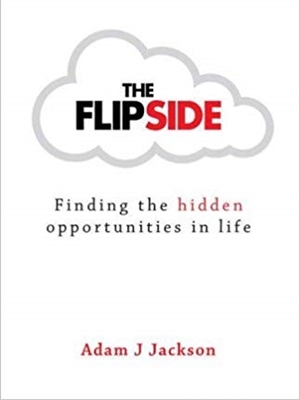 THE
FLIPSIDE
Finding the hidden
opportunities in life
Adam J Jackson